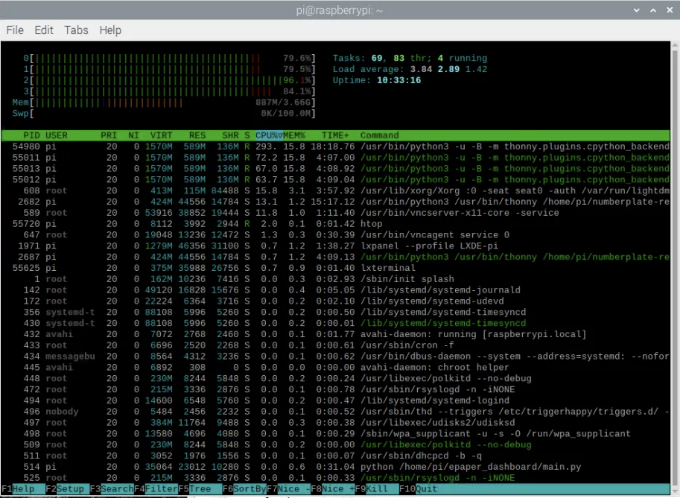 pi@raspberrypi: ~
File Edit Tabs Help
0[ 79.6%] Tasks: 69, 83 thr; 4 running
1[ 79.5%] Load average: 3.84 2.89 1.42
2[ 96.1%] Uptime: 10:33:16
3[ 84.1%]
Mem[ 887M/3.66G]
Swp[ 0K/100.0M]
PID USER PRI NI VIRT RES SHR S CPU%▽MEM% TIME+ Command
54980 pi 20 0 1570M 589M 136M R 293. 15.8 18:18.76 /usr/bin/python3 -u -B -m thonny.plugins.cpython_backend
55011 pi 20 0 1570M 589M 136M R 72.2 15.8 4:07.00 /usr/bin/python3 -u -B -m thonny.plugins.cpython_backend
55013 pi 20 0 1570M 589M 136M R 67.0 15.8 4:08.92 /usr/bin/python3 -u -B -m thonny.plugins.cpython_backend
55012 pi 20 0 1570M 589M 136M R 63.7 15.8 4:09.04 /usr/bin/python3 -u -B -m thonny.plugins.cpython_backend
608 root 20 0 413M 115M 84488 S 15.8 3.1 3:57.92 /usr/lib/xorg/Xorg :0 -seat seat0 -auth /var/run/lightdm
2682 pi 20 0 424M 44556 14784 S 13.1 1.2 15:17.12 /usr/bin/python3 /usr/bin/thonny /home/pi/numberplate-re
589 root 20 0 53916 38852 19444 S 11.8 1.0 1:11.40 /usr/bin/vncserver-x11-core -service
55720 pi 20 0 8112 3992 2944 R 2.0 0.1 0:01.42 htop
647 root 20 0 19048 13236 12472 S 1.3 0.3 0:30.39 /usr/bin/vncagent service 0
1971 pi 20 0 1279M 46356 31100 S 0.7 1.2 1:38.27 lxpanel --profile LXDE-pi
2687 pi 20 0 424M 44556 14784 S 0.7 1.2 4:09.13 /usr/bin/python3 /usr/bin/thonny /home/pi/numberplate-re
55625 pi 20 0 375M 35988 26756 S 0.7 0.9 0:01.40 lxterminal
1 root 20 0 162M 10236 7416 S 0.0 0.3 0:02.93 /sbin/init splash
142 root 20 0 49120 16828 15676 S 0.0 0.4 0:05.05 /lib/systemd/systemd-journald
172 root 20 0 22224 6364 3716 S 0.0 0.2 0:02.10 /lib/systemd/systemd-udevd
356 systemd-t 20 0 88108 5996 5260 S 0.0 0.2 0:00.50 /lib/systemd/systemd-timesyncd
430 systemd-t 20 0 88108 5996 5260 S 0.0 0.2 0:00.01 /lib/systemd/systemd-timesyncd
432 avahi 20 0 7072 2768 2460 S 0.0 0.1 0:01.77 avahi-daemon: running [raspberrypi.local]
433 root 20 0 6696 2520 2268 S 0.0 0.1 0:00.61 /usr/sbin/cron -f
434 messagebu 20 0 8564 4312 3236 S 0.0 0.1 0:00.62 /usr/bin/dbus-daemon --system --address=systemd: --nofor
445 avahi 20 0 6892 308 0 S 0.0 0.0 0:00.00 avahi-daemon: chroot helper
448 root 20 0 230M 8244 5848 S 0.0 0.2 0:00.24 /usr/libexec/polkitd --no-debug
472 root 20 0 215M 3336 2876 S 0.0 0.1 0:00.78 /usr/sbin/rsyslogd -n -iNONE
494 root 20 0 14600 6548 5760 S 0.0 0.2 0:00.47 /lib/systemd/systemd-logind
496 nobody 20 0 5484 2456 2232 S 0.0 0.1 0:00.52 /usr/sbin/thd --triggers /etc/triggerhappy/triggers.d/ -
497 root 20 0 384M 11764 9488 S 0.0 0.3 0:00.38 /usr/libexec/udisks2/udisksd
498 root 20 0 13580 4696 4080 S 0.0 0.1 0:00.29 /sbin/wpa_supplicant -u -s -O /run/wpa_supplicant
509 root 20 0 230M 8244 5848 S 0.0 0.2 0:00.00 /usr/libexec/polkitd --no-debug
511 root 20 0 3052 1976 1556 S 0.0 0.1 0:00.07 /usr/sbin/dhcpcd -b -q
514 pi 20 0 35064 23012 10280 S 0.0 0.6 0:31.04 python /home/pi/epaper_dashboard/main.py
525 root 20 0 215M 3336 2876 S 0.0 0.1 0:00.33 /usr/sbin/rsyslogd -n -iNONE
F1Help F2Setup F3SearchF4FilterF5Tree F6SortByF7Nice -F8Nice +F9Kill F10Quit